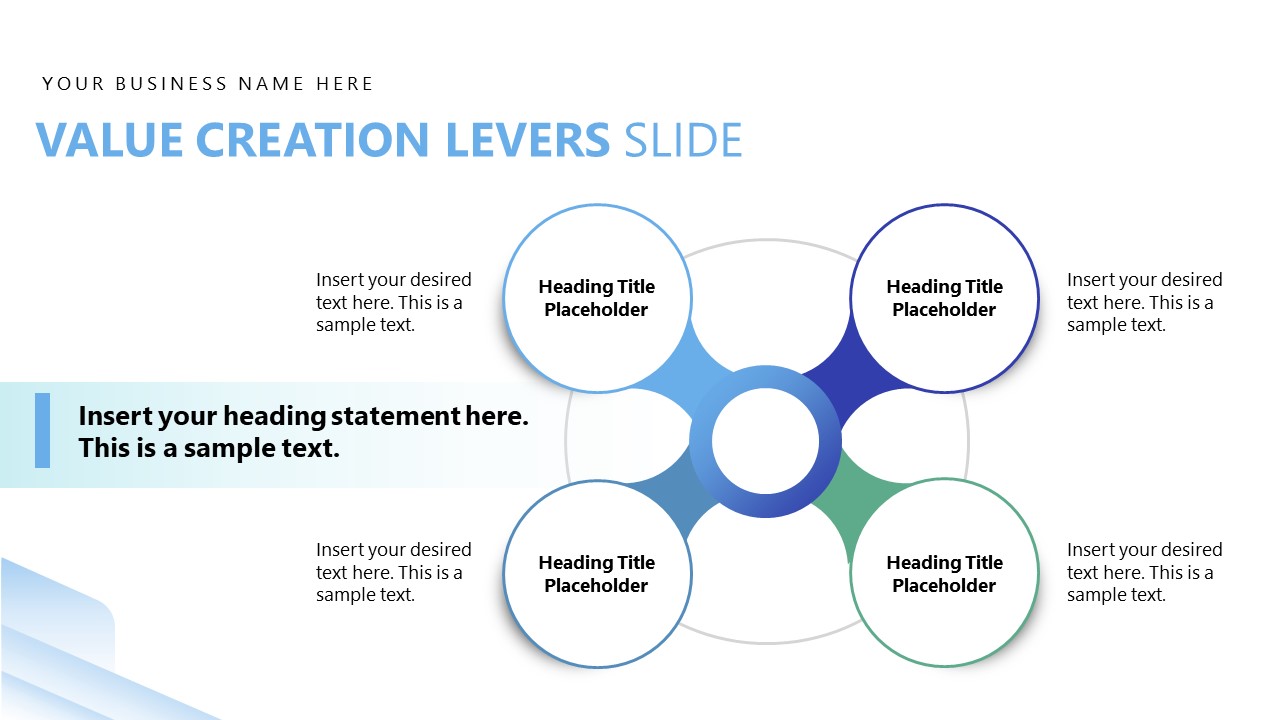 YOUR BUSINESS NAME HERE
VALUE CREATION LEVERS SLIDE
Insert your desired
text here. This is a
sample text.
Heading Title
Placeholder
Heading Title
Placeholder
Insert your desired
text here. This is a
sample text.
Insert your heading statement here.
This is a sample text.
Insert your desired
text here. This is a
sample text.
Heading Title
Placeholder
Heading Title
Placeholder
Insert your desired
text here. This is a
sample text.